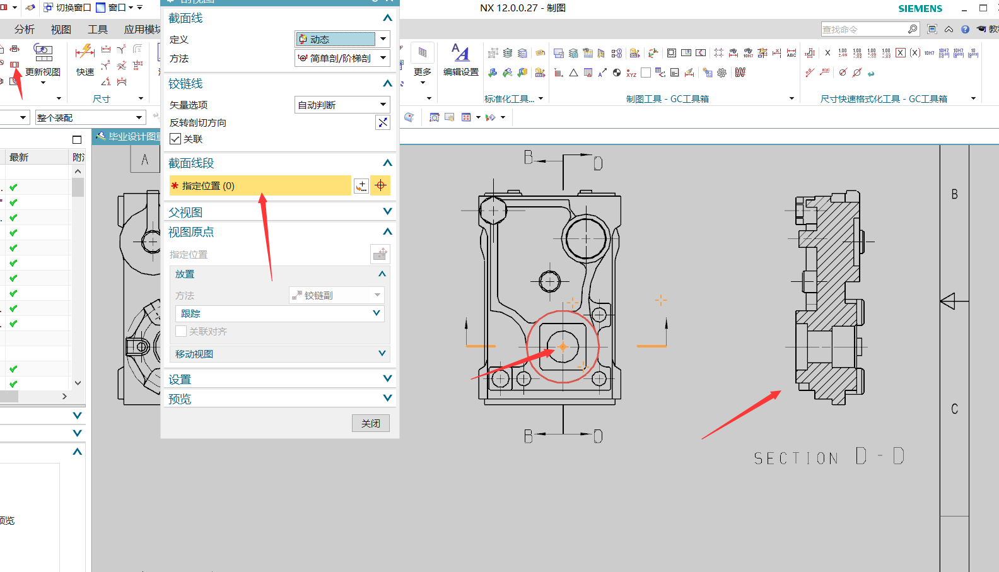 切换窗口 窗口
剖视图
NX 12.0.0.27 - 制图
SIEMENS
分析 视图 工具 应用模块
查找命令
更新视图
快速
尺寸
更多
编辑设置
标准化工具...
制图工具 - GC工具箱
尺寸快速格式化工具 - GC工具箱
整个装配
毕业设计图
最新
截面线
定义
动态
方法
简单剖/阶梯剖
铰链线
矢量选项
自动判断
反转剖切方向
关联
截面线段
指定位置 (0)
父视图
视图原点
指定位置
放置
方法
铰链副
跟踪
关联对齐
移动视图
设置
预览
关闭
预览
A
B
D
B
D
B
C
SECTION D-D